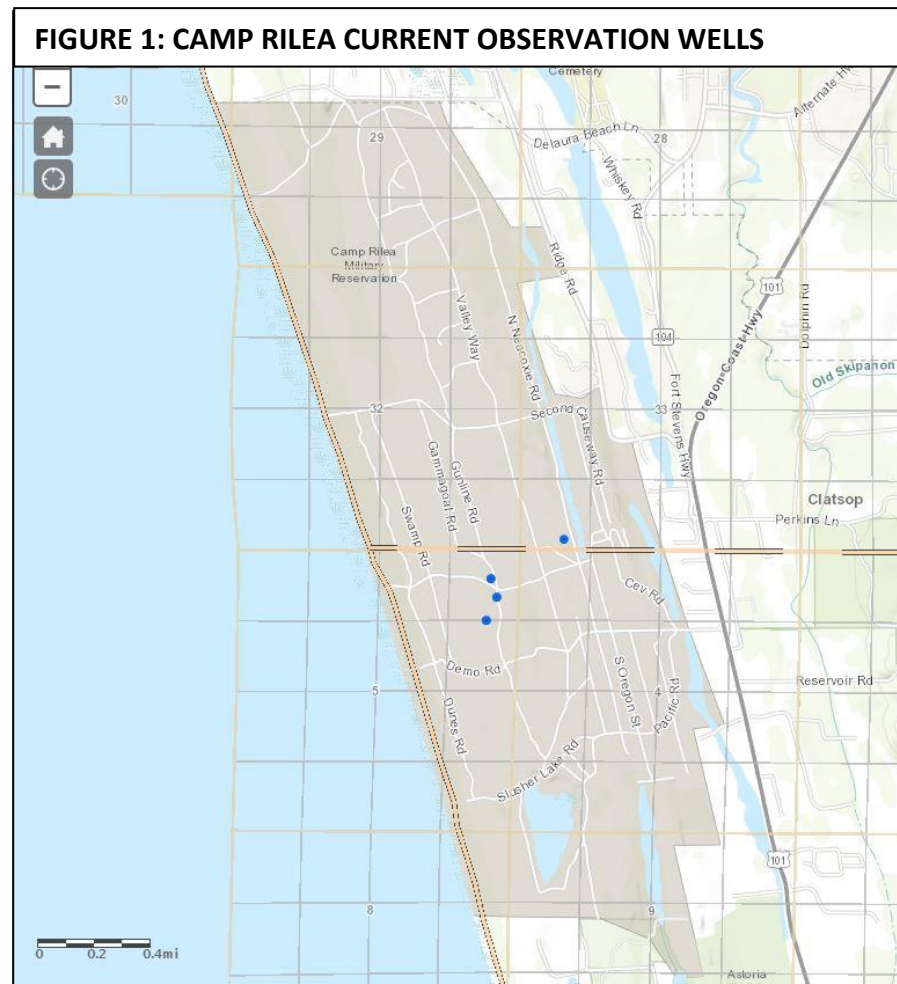 FIGURE 1: CAMP RILEA CURRENT OBSERVATION WELLS
Cemetery
30
29
Delaura Beach Ln
28
Alternate Hw
Whiskey Rd
Ridge Rd
Camp Rilea
Military
Reservation
Valley Way
N Neacoxie Rd
101
Oregon Coast Hwy
Dolphin Rd
104
Old Skipanon
Fort Stevens Hwy
32
Second
33
Causeway Rd
Gammagoat Rd
Gunline Rd
Swamp Rd
Clatsop
Perkins Ln
Cev Rd
Demo Rd
5
S Oregon St
4
Pacific Rd
Reservoir Rd
Dunes Rd
Slusher Lake Rd
101
8
9
0 0.2 0.4mi
Astoria